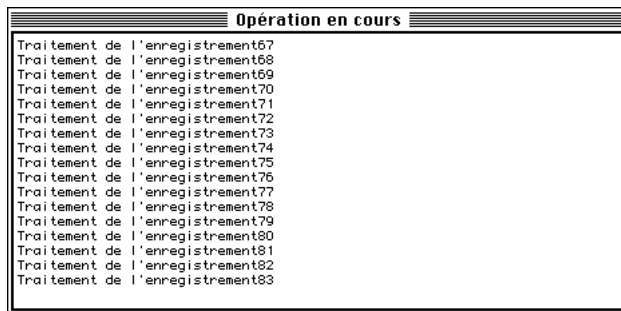 Opération en cours
Traitement de l'enregistrement67
Traitement de l'enregistrement68
Traitement de l'enregistrement69
Traitement de l'enregistrement70
Traitement de l'enregistrement71
Traitement de l'enregistrement72
Traitement de l'enregistrement73
Traitement de l'enregistrement74
Traitement de l'enregistrement75
Traitement de l'enregistrement76
Traitement de l'enregistrement77
Traitement de l'enregistrement78
Traitement de l'enregistrement79
Traitement de l'enregistrement80
Traitement de l'enregistrement81
Traitement de l'enregistrement82
Traitement de l'enregistrement83